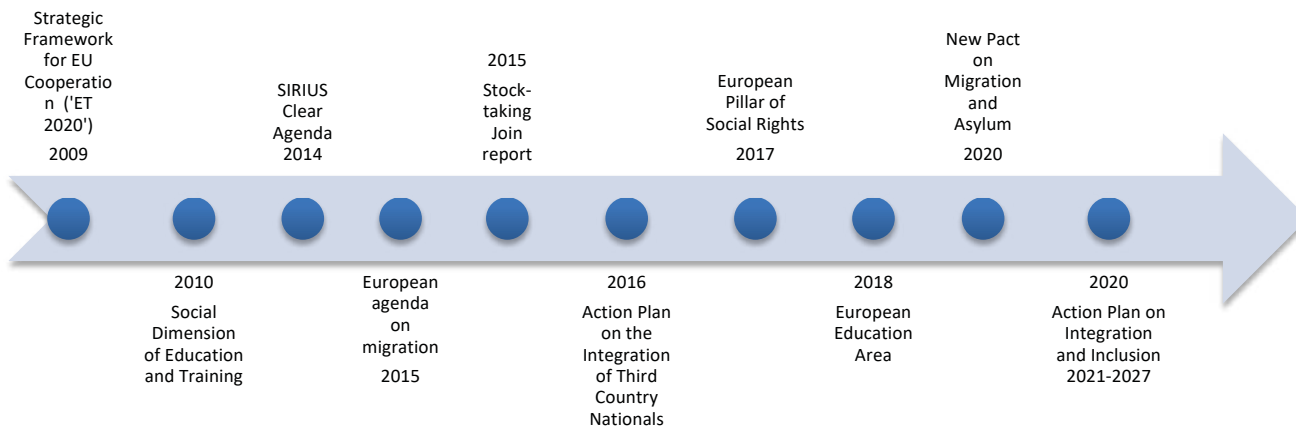 Strategic
Framework
for EU
Cooperatio
n ('ET
2020')
2009
2010
Social
Dimension
of Education
and Training
SIRIUS
Clear
Agenda
2014
European
agenda
on
migration
2015
2015
Stock-
taking
Join
report
2016
Action Plan
on the
Integration
of Third
Country
Nationals
European
Pillar of
Social Rights
2017
2018
European
Education
Area
New Pact
on
Migration
and
Asylum
2020
2020
Action Plan on
Integration
and Inclusion
2021-2027